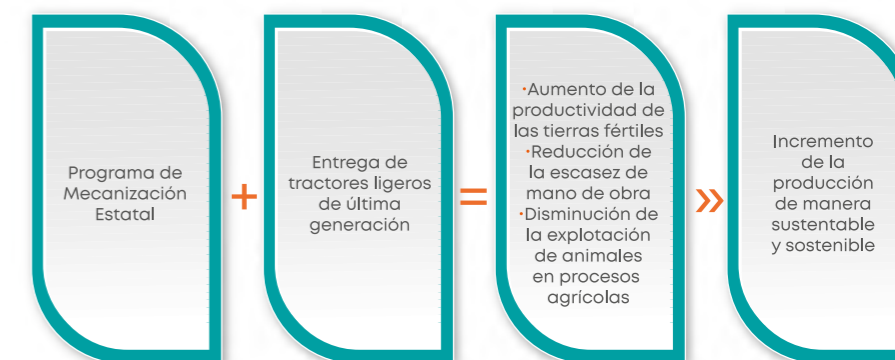 Programa de
Mecanización
Estatal
+
Entrega de
tractores ligeros
de última
generación
=
•Aumento de la
productividad de
las tierras fértiles
•Reducción de
la escasez de
mano de obra
•Disminución de
la explotación
de animales
en procesos
agrícolas
»
Incremento
de la
producción
de manera
sustentable
y sostenible